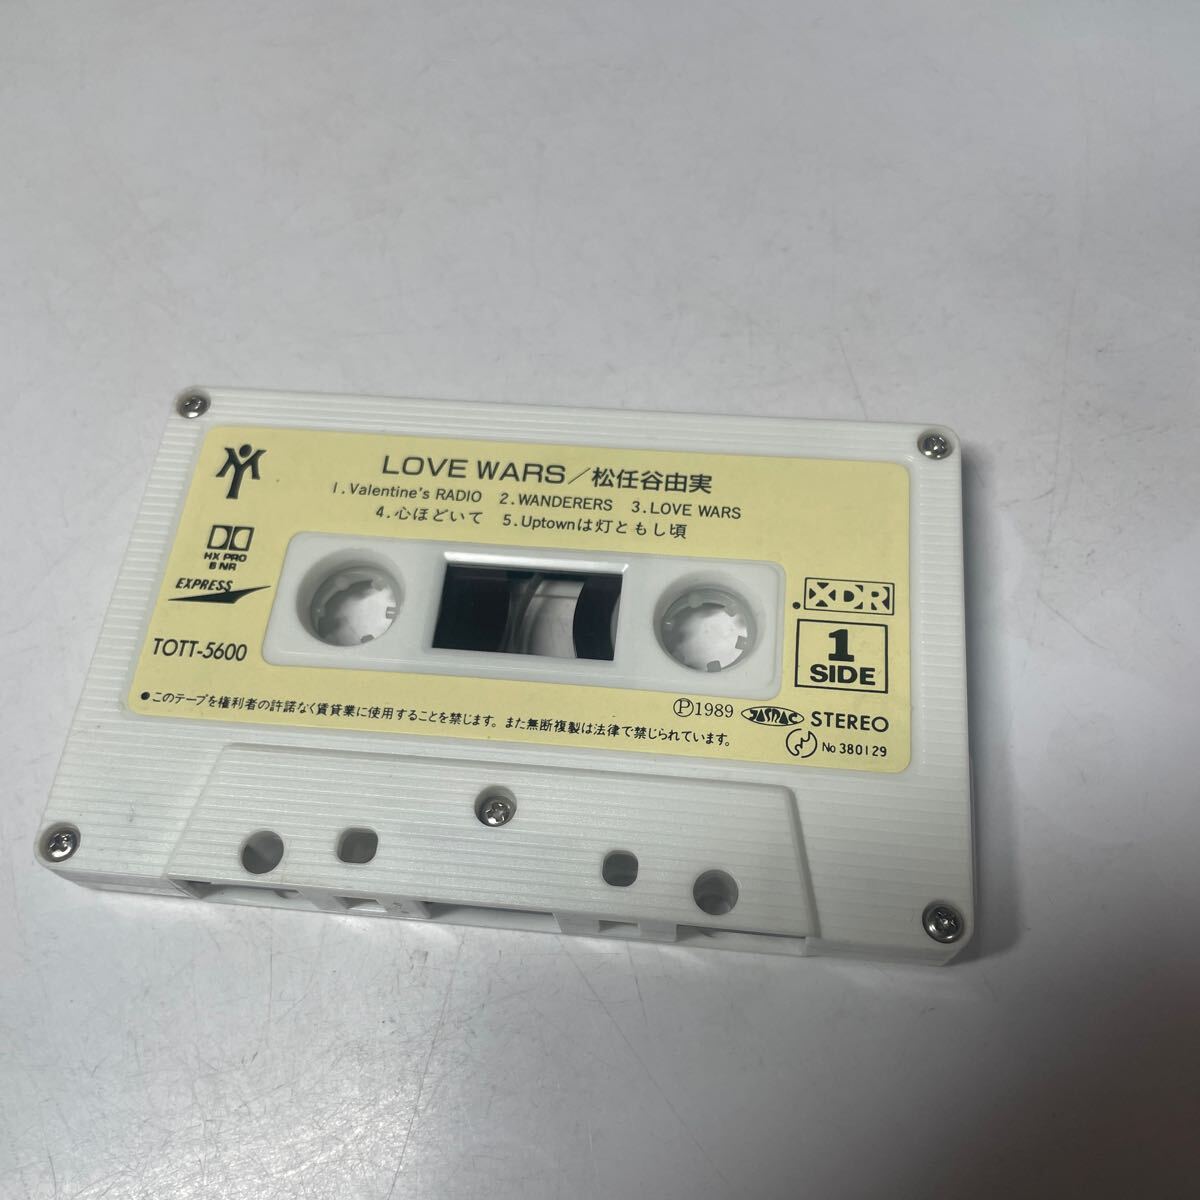 LOVE WARS/松任谷由実
1.Valentine's RADIO 2.WANDERERS 3.LOVE WARS
4.心ほどいて 5.Uptownは灯ともし頃
HX PRO
B NR
EXPRESS
TOTT-5600
XDR
1
SIDE
●このテープを権利者の許諾なく賃貸業に使用することを禁じます。また無断複製は法律で禁じられています。
Ⓟ1989 JASRAC STEREO
No 380129